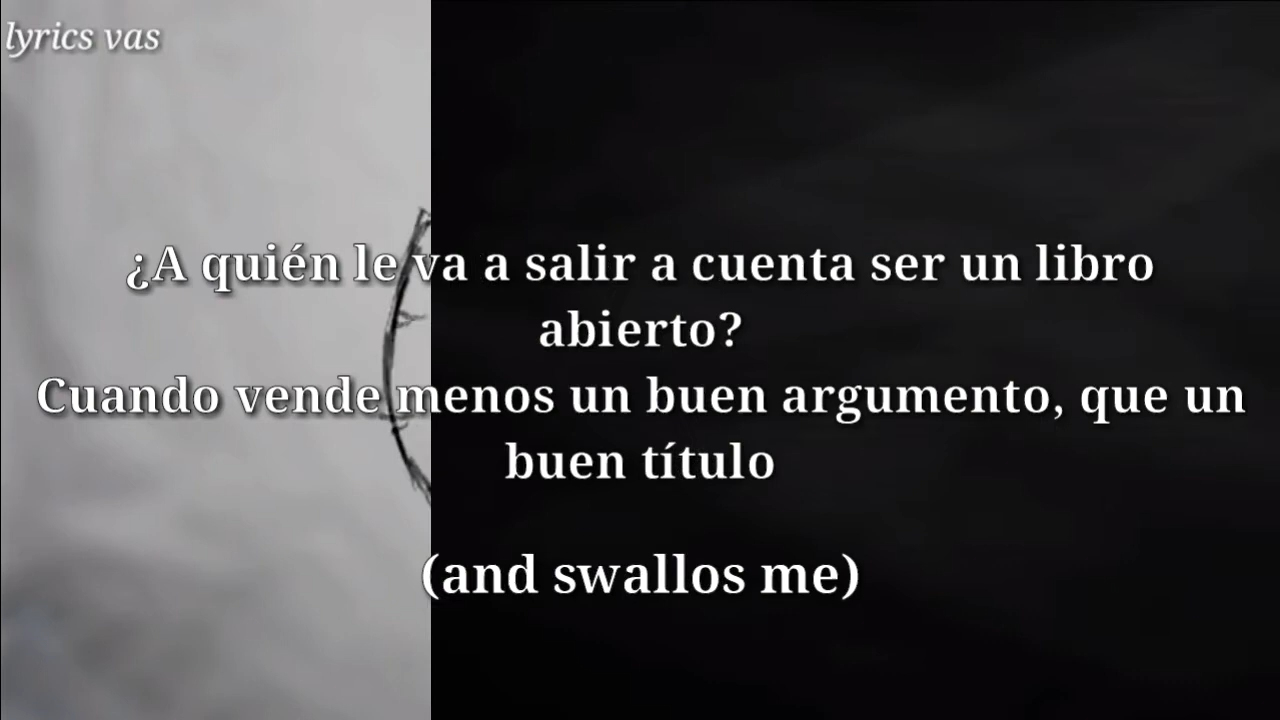 lyrics vas
¿A quién le va a salir a cuenta ser un libro
abierto?
Cuando vende menos un buen argumento, que un
buen título
(and swallos me)